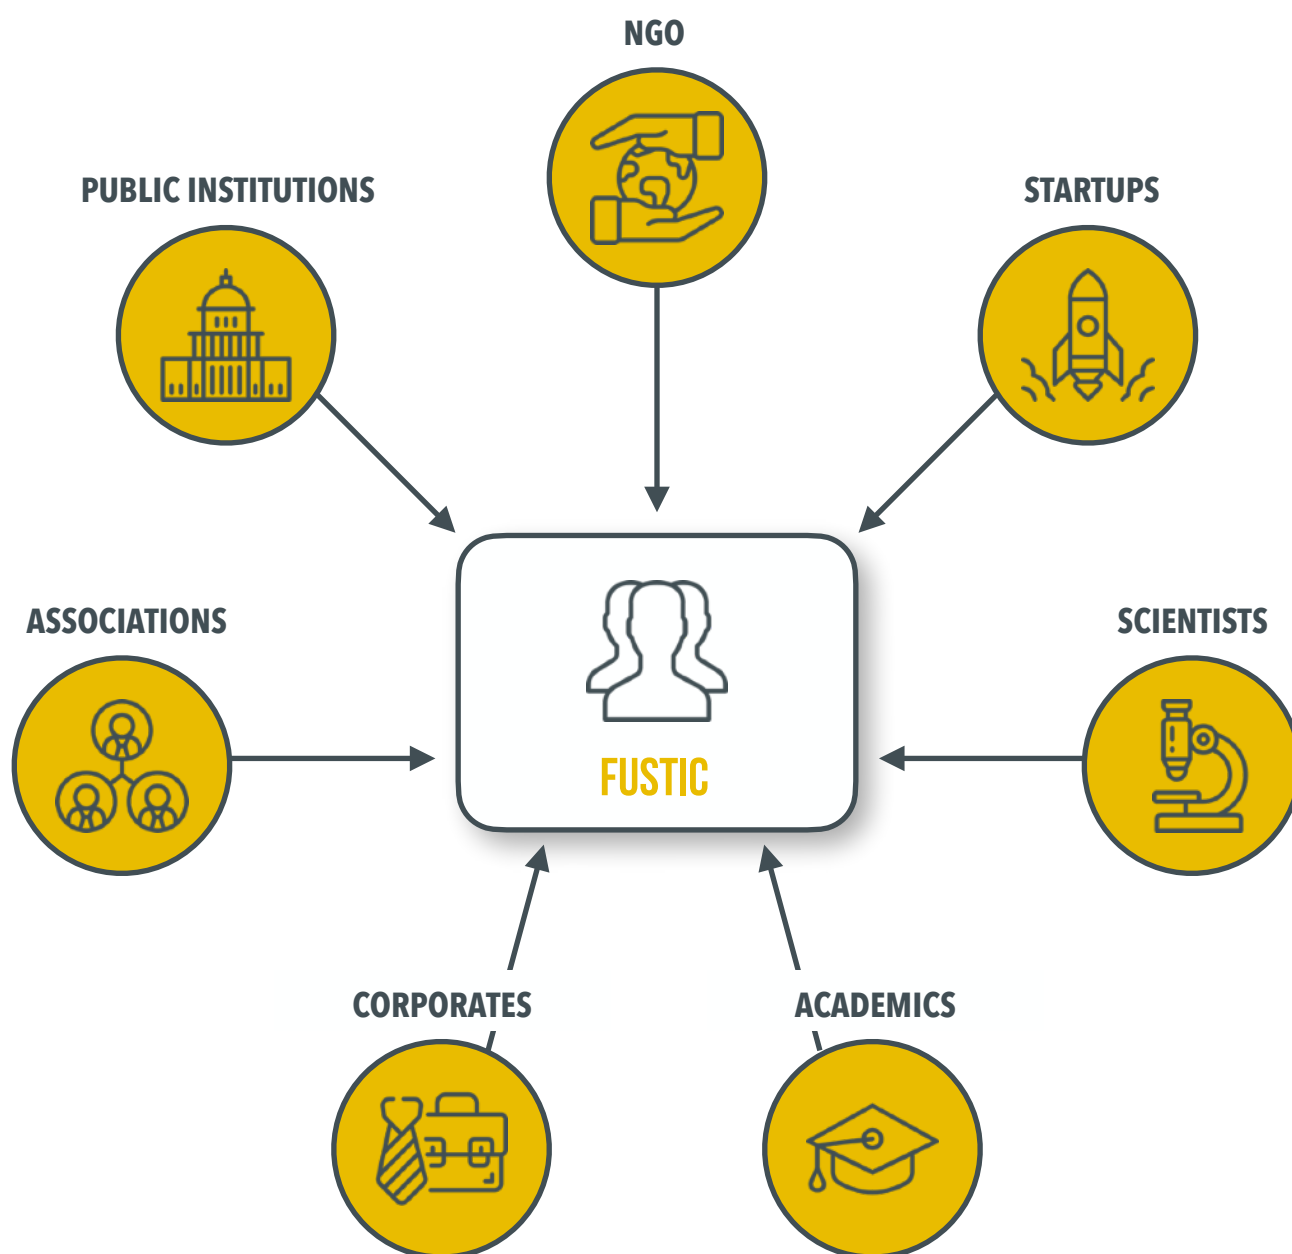 NGO
PUBLIC INSTITUTIONS
STARTUPS
ASSOCIATIONS
SCIENTISTS
FUSTIC
CORPORATES
ACADEMICS